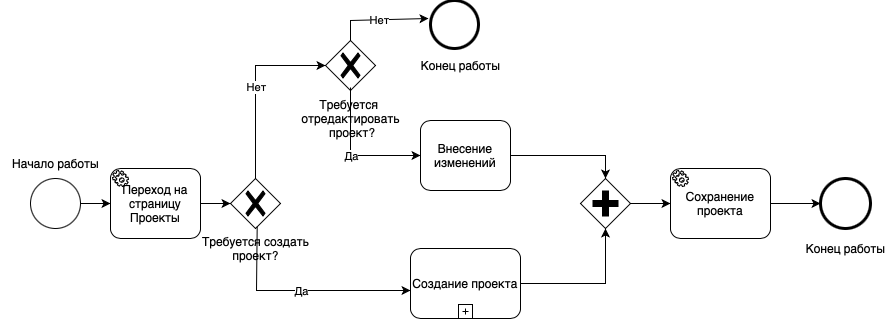 Нет
Конец работы
Нет
Требуется
отредактировать
проект?
Да
Внесение
изменений
Начало работы
Переход на
страницу
Проекты
Требуется создать
проект?
Да
Создание проекта
Сохранение
проекта
Конец работы